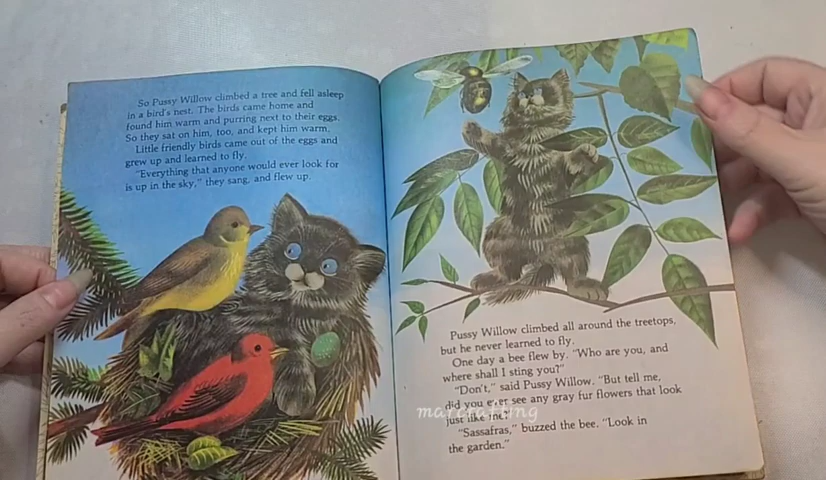 So Pussy Willow climbed a tree and fell asleep
in a bird's nest. The birds came home and
found him warm and purring next to their eggs.
So they sat on him, too, and kept him warm.
Little friendly birds came out of the eggs and
grew up and learned to fly.
"Everything that anyone would ever look for
is up in the sky," they sang, and flew up.
Pussy Willow climbed all around the treetops,
but he never learned to fly.
One day a bee flew by. "Who are you, and
where shall I sting you?"
"Don't," said Pussy Willow. "But tell me,
did you ever see any gray fur flowers that look
just like me?"
marcrafting
"Sassafras," buzzed the bee. "Look in
the garden."